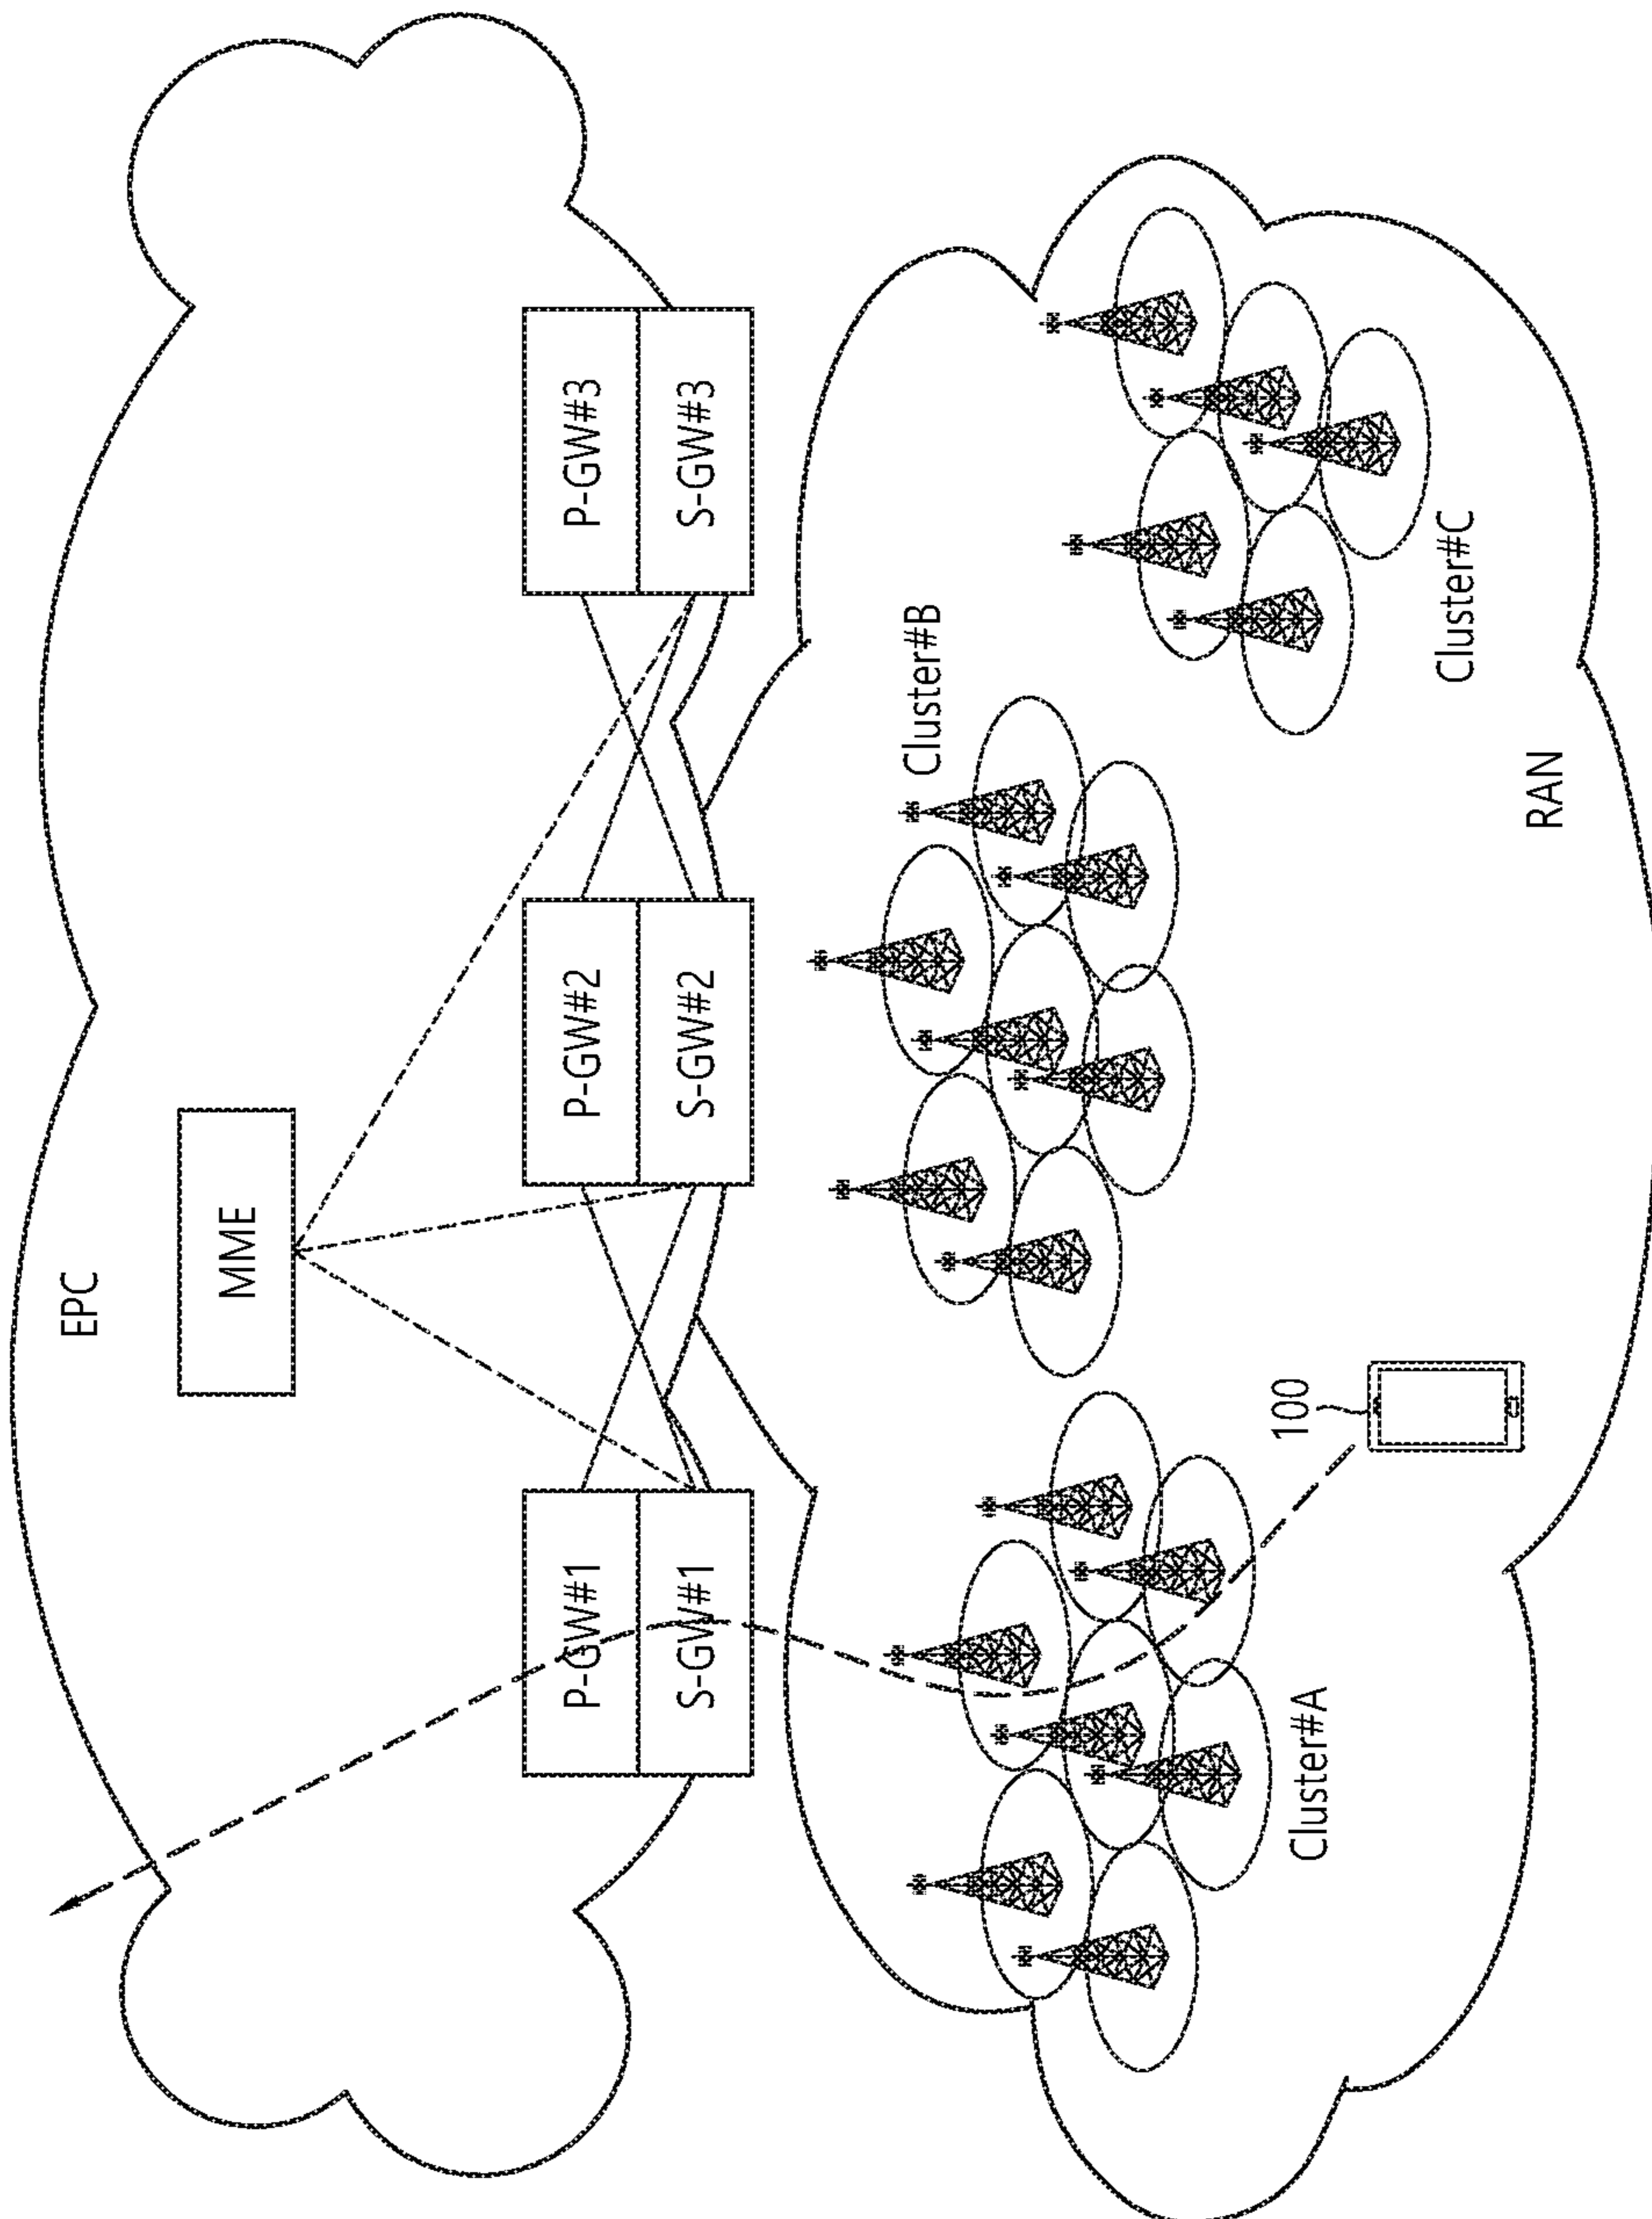 EPC
MME
P-GW#1
S-GW#1
P-GW#2
S-GW#2
P-GW#3
S-GW#3
Cluster#A
100
Cluster#B
Cluster#C
RAN